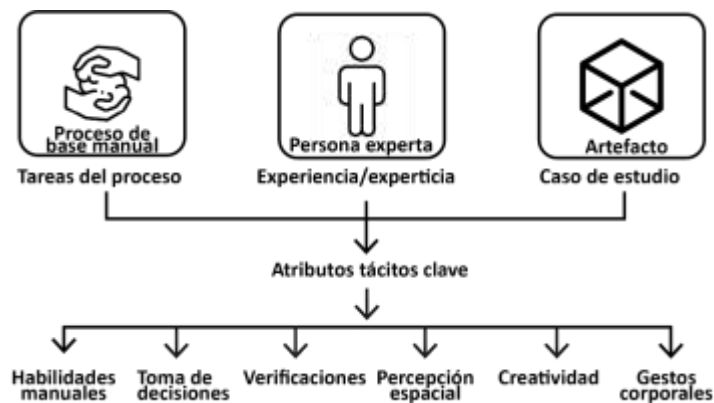 Proceso de
base manual
Persona experta
Artefacto
Tareas del proceso
Experiencia/experticia
Caso de estudio
Atributos tácitos clave
Habilidades
manuales
Toma de
decisiones
Verificaciones
Percepción
espacial
Creatividad
Gestos
corporales